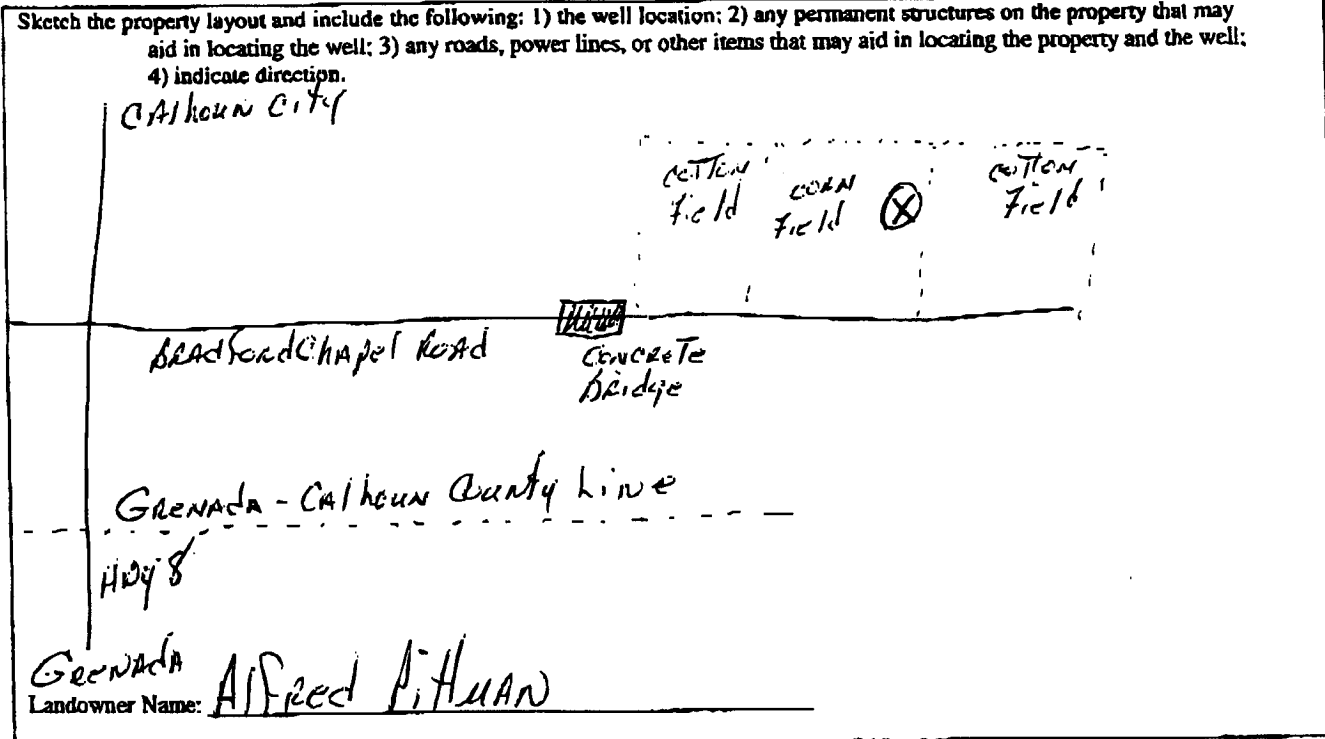 Sketch the property layout and include the following: 1) the well location; 2) any permanent structures on the property that may
aid in locating the well; 3) any roads, power lines, or other items that may aid in locating the property and the well;
4) indicate direction.
CAlhouN City
Cotton
Field
CORN
Field
X
Cotton
Field
BRAdfordChApel RoAd
CONCReTe
BRidge
GReNAdA - CAlhouN County LiNe
Hwy 8
GreNAdA
Landowner Name: Alfred PittmAN